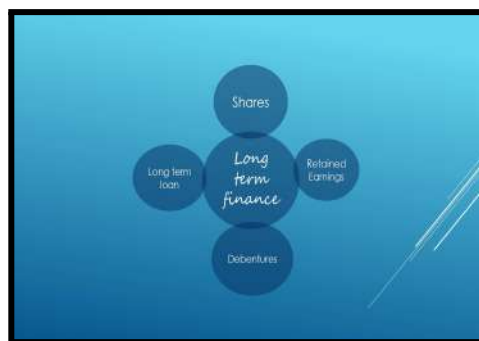 Shares
Long term
loan
Long
term
finance
Retained
Earnings
Debentures